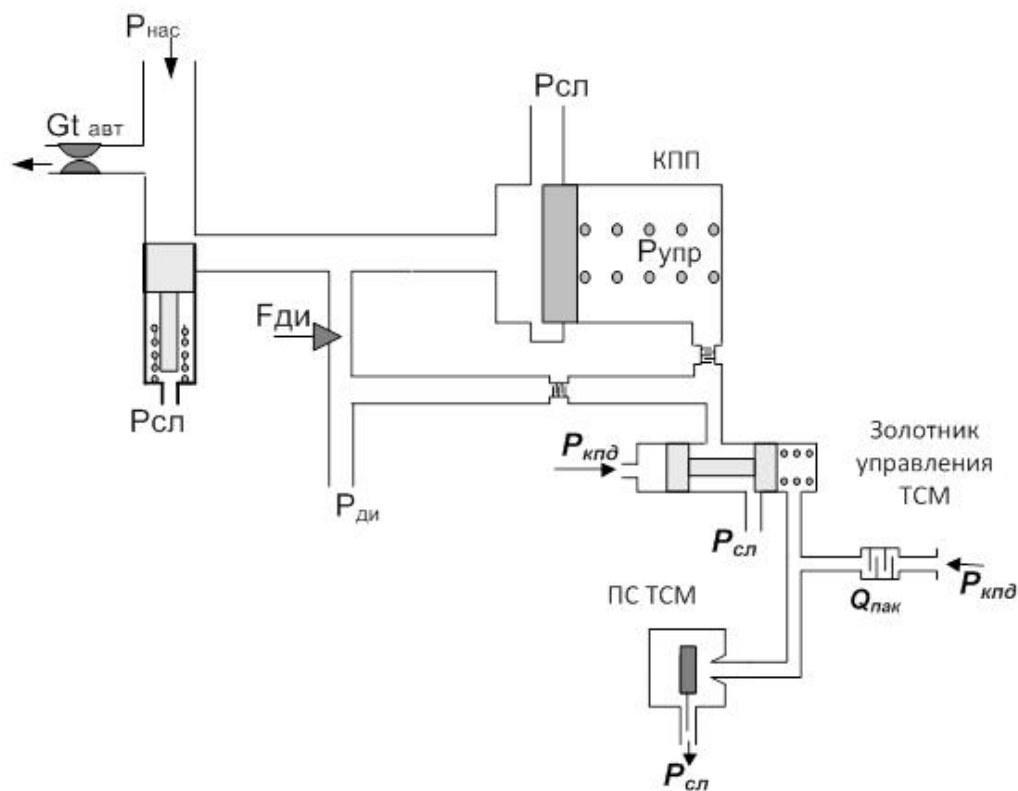 Pнас
Gt авт
Pсл
КПП
Pупр
Fди
Pсл
Pкпд
Золотник
управления
ТСМ
Pди
Pсл
Qпак
Pкпд
ПС ТСМ
Pсл